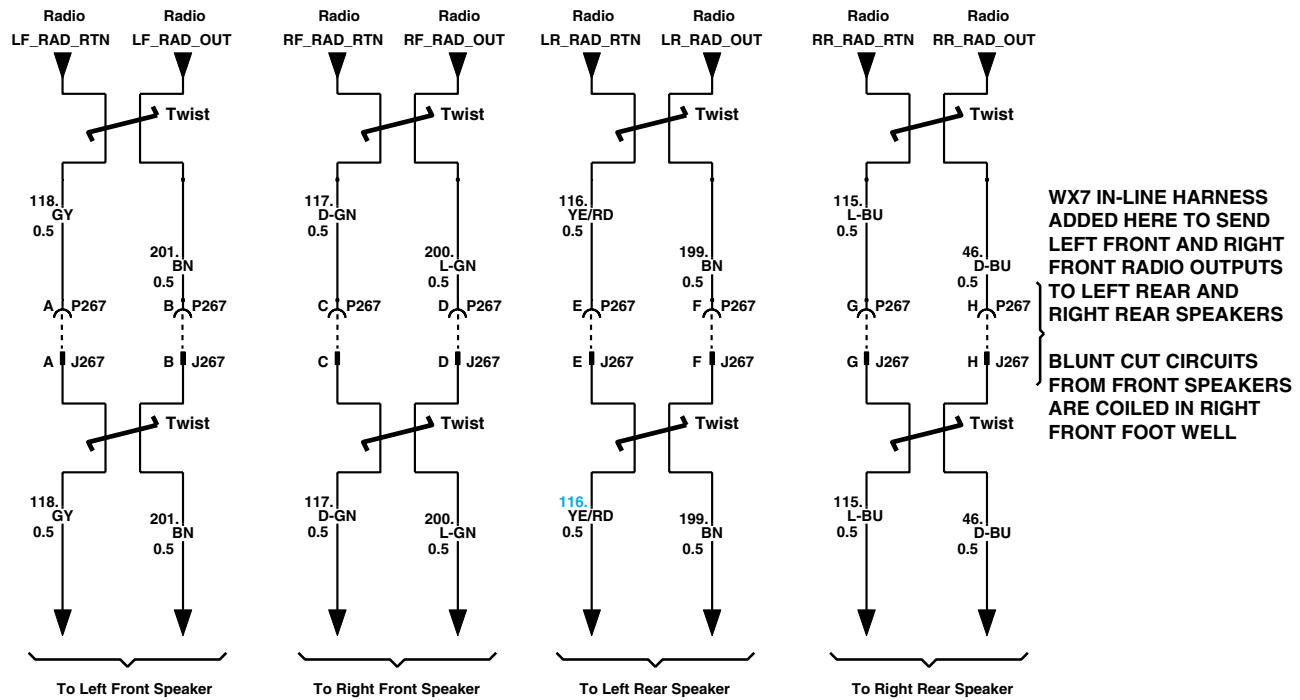 Radio Radio Radio Radio Radio Radio Radio Radio
LF_RAD_RTN LF_RAD_OUT RF_RAD_RTN RF_RAD_OUT LR_RAD_RTN LR_RAD_OUT RR_RAD_RTN RR_RAD_OUT
Twist Twist Twist Twist
118. 117. 116. 115.
GY D-GN YE/RD L-BU
0.5 0.5 0.5 0.5
201. 200. 199. 46.
BN L-GN BN D-BU
0.5 0.5 0.5 0.5
A P267 B P267 C P267 D P267 E P267 F P267 G P267 H P267
A J267 B J267 C D J267 E J267 F J267 G J267 H J267
WX7 IN-LINE HARNESS
ADDED HERE TO SEND
LEFT FRONT AND RIGHT
FRONT RADIO OUTPUTS
TO LEFT REAR AND
RIGHT REAR SPEAKERS
BLUNT CUT CIRCUITS
FROM FRONT SPEAKERS
ARE COILED IN RIGHT
FRONT FOOT WELL
Twist Twist Twist Twist
118. 117. 116. 115.
GY D-GN YE/RD L-BU
0.5 0.5 0.5 0.5
201. 200. 199. 46.
BN L-GN BN D-BU
0.5 0.5 0.5 0.5
To Left Front Speaker To Right Front Speaker To Left Rear Speaker To Right Rear Speaker